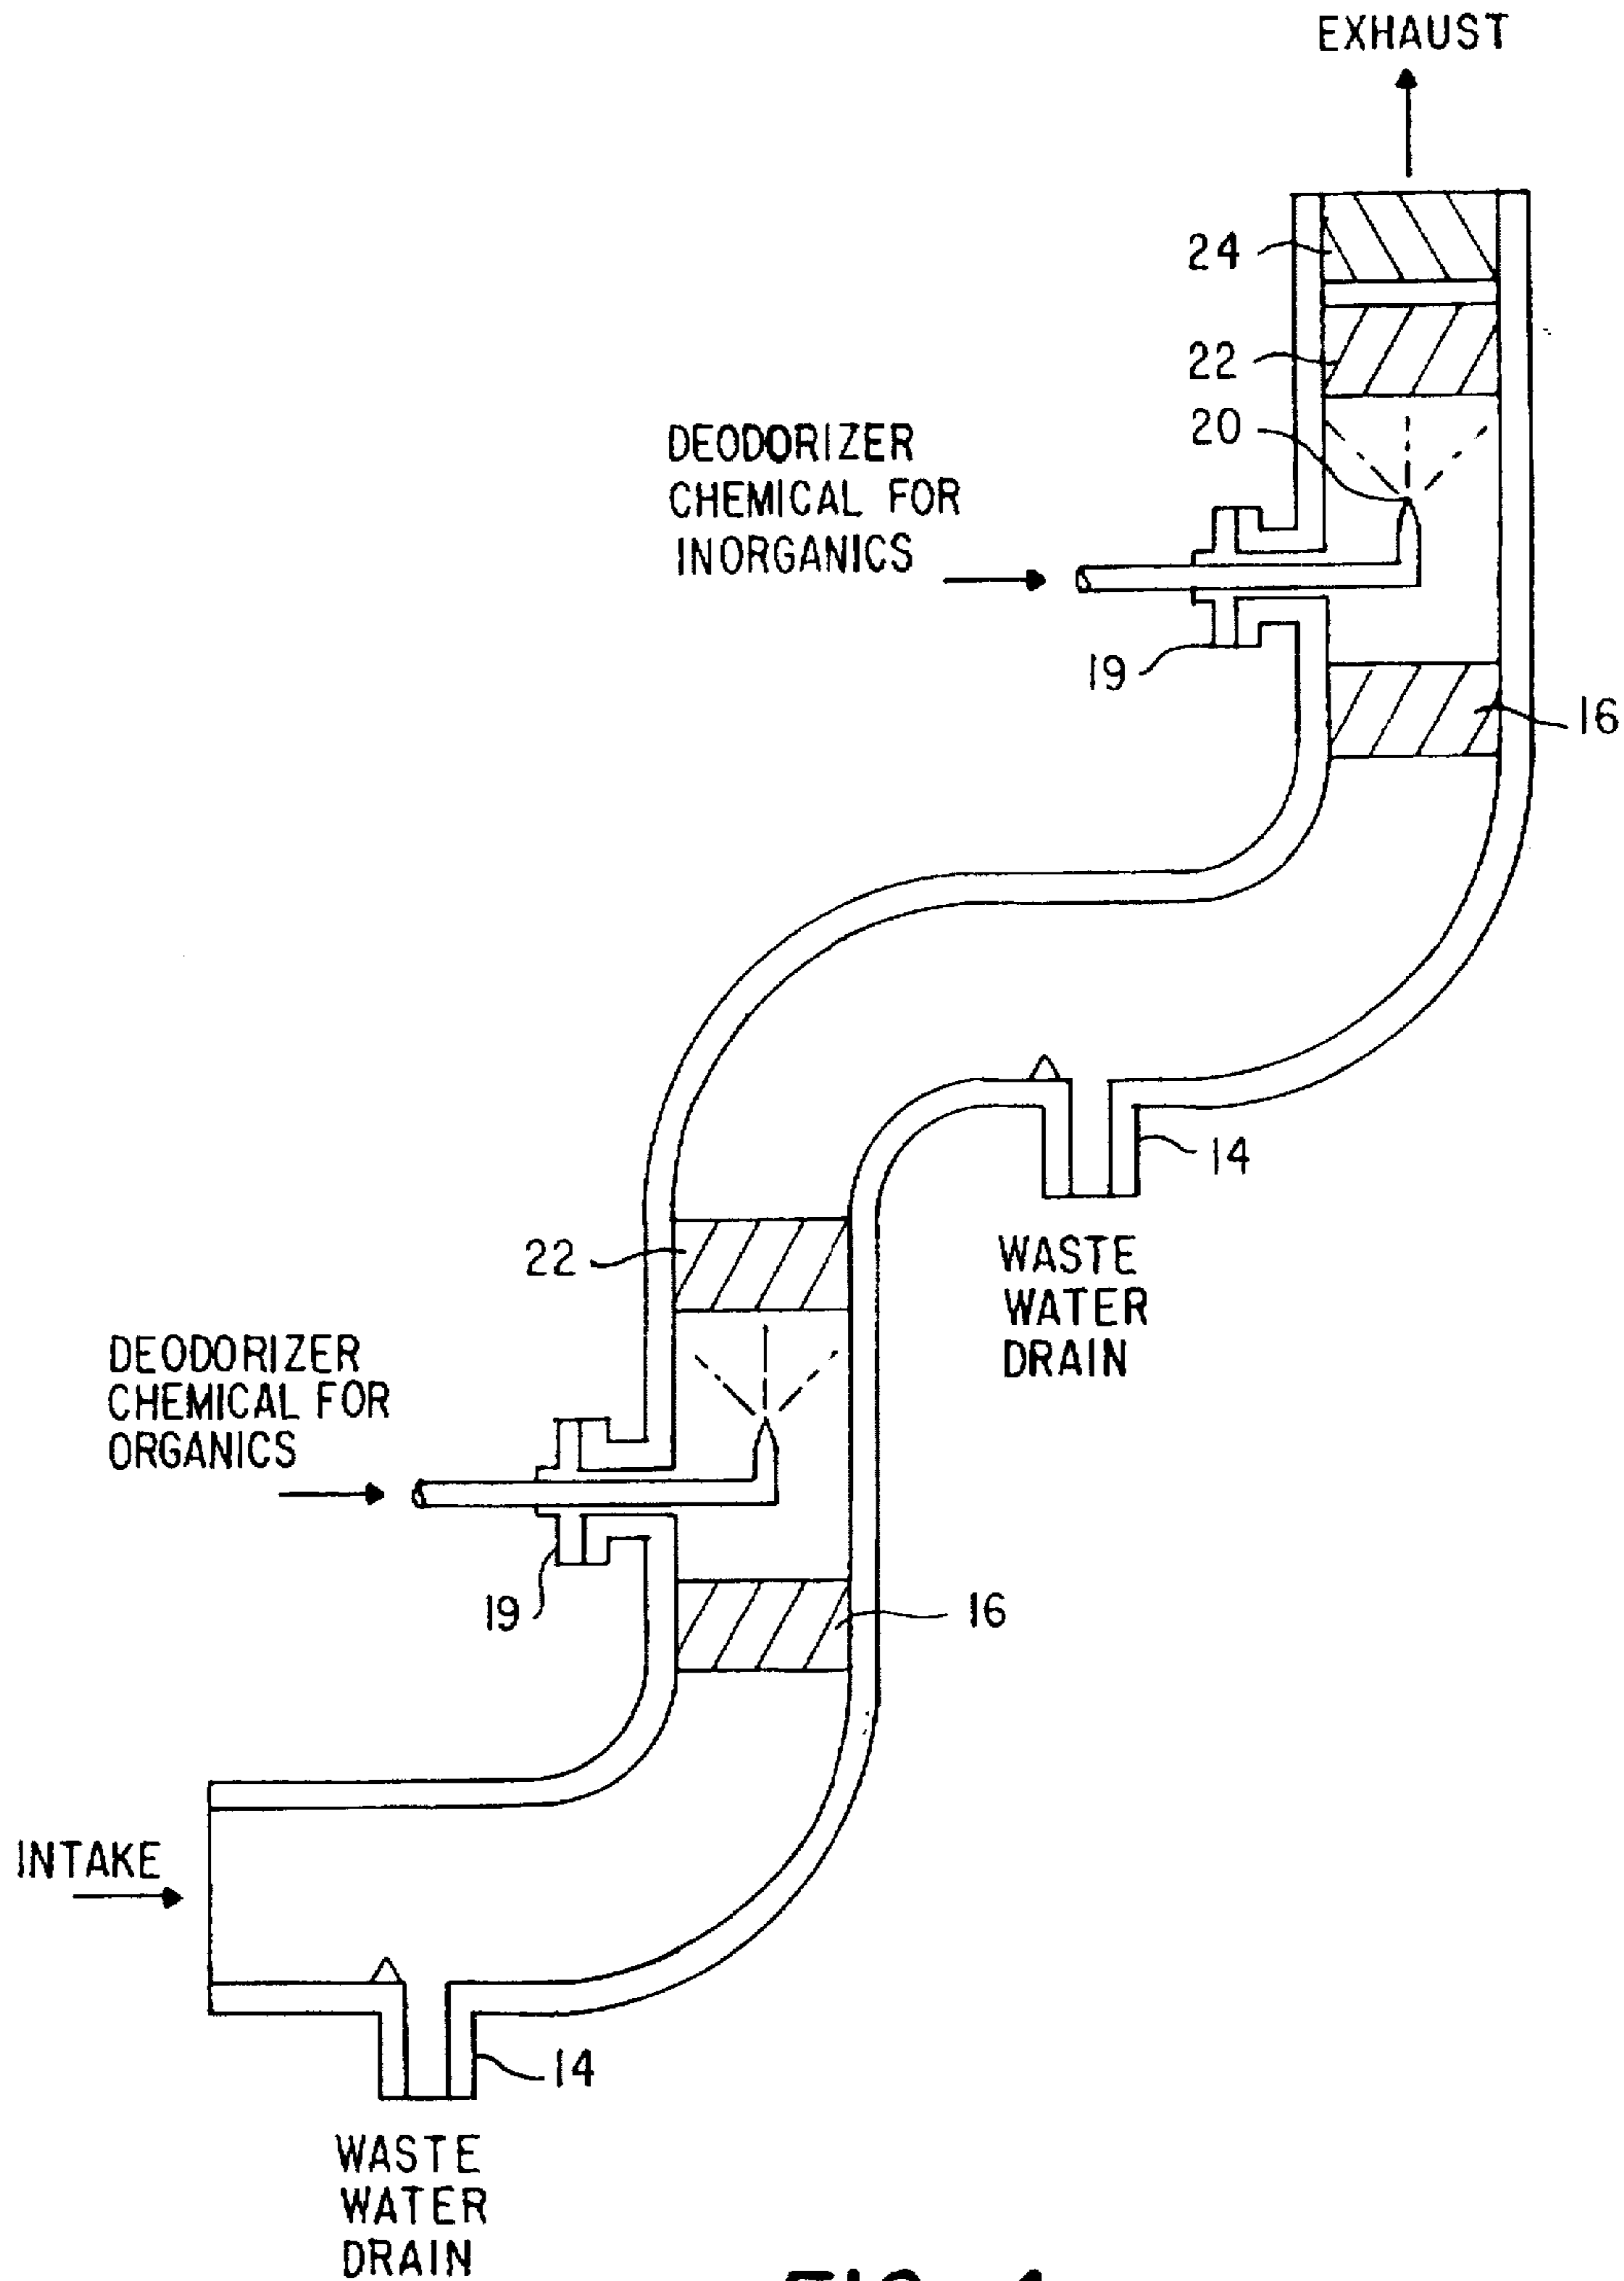 EXHAUST
24
22
20
DEODORIZER
CHEMICAL FOR
INORGANICS
19
16
14
WASTE
WATER
DRAIN
22
DEODORIZER
CHEMICAL FOR
ORGANICS
19
16
INTAKE
14
WASTE
WATER
DRAIN